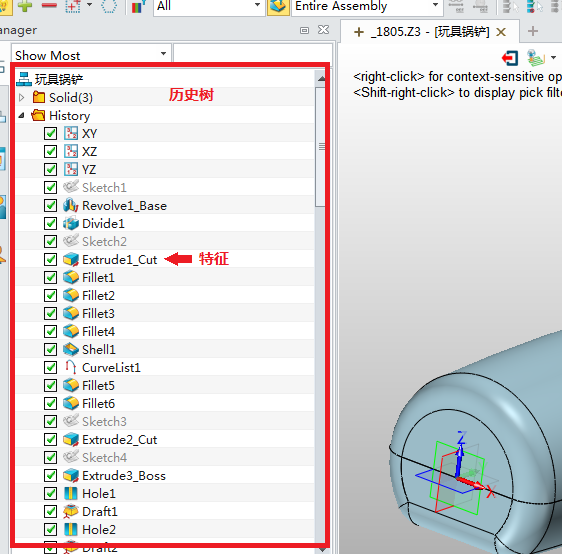 All
Entire Assembly
anager
_1805.Z3 - [玩具锅铲]
Show Most
<right-click> for context-sensitive op
<Shift-right-click> to display pick filte
玩具锅铲
Solid(3)
历史树
History
XY
XZ
YZ
Sketch1
Revolve1_Base
Divide1
Sketch2
Extrude1_Cut
特征
Fillet1
Fillet2
Fillet3
Fillet4
Shell1
CurveList1
Fillet5
Fillet6
Sketch3
Extrude2_Cut
Sketch4
Extrude3_Boss
Hole1
Draft1
Hole2
Draft2
Z
X